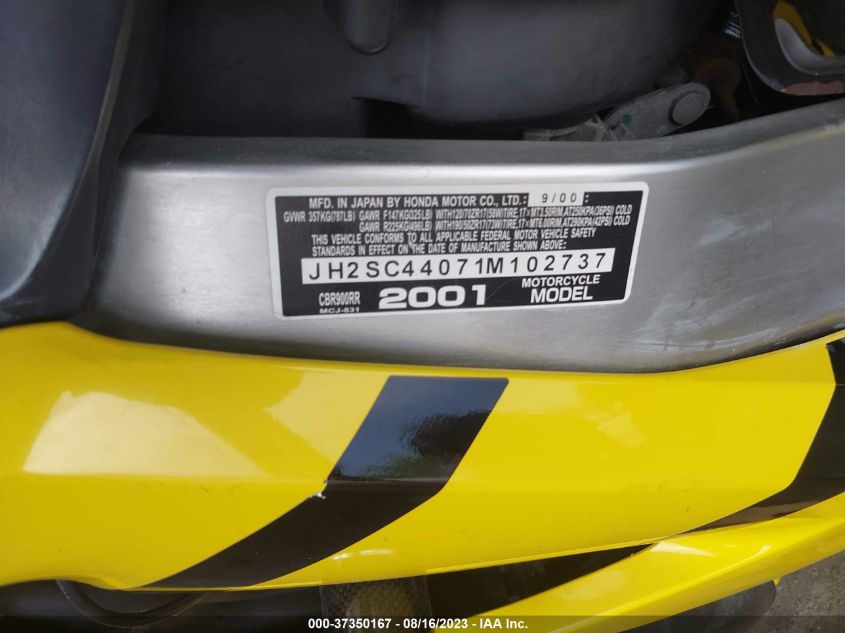 MFD. IN JAPAN BY HONDA MOTOR CO., LTD.: 9/00
GVWR 357KG(787LB) GAWR F147KG(325LB) WITH120/70ZR17(58W)TIRE,17×MT3.50RIM,AT250KPA(36PSI) COLD
GAWR R225KG(496LB) WITH190/50ZR17(73W)TIRE,17×MT6.00RIM,AT290KPA(42PSI) COLD
THIS VEHICLE CONFORMS TO ALL APPLICABLE FEDERAL MOTOR VEHICLE SAFETY
STANDARDS IN EFFECT ON THE DATE OF MANUFACTURE SHOWN ABOVE:
JH2SC44071M102737
CBR900RR 2001 MOTORCYCLE
MCJ-831 MODEL
000-37350167 - 08/16/2023 - IAA Inc.